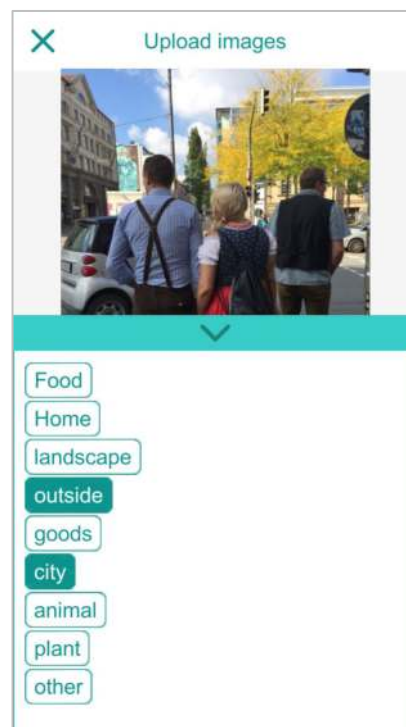 Upload images
Food
Home
landscape
outside
goods
city
animal
plant
other